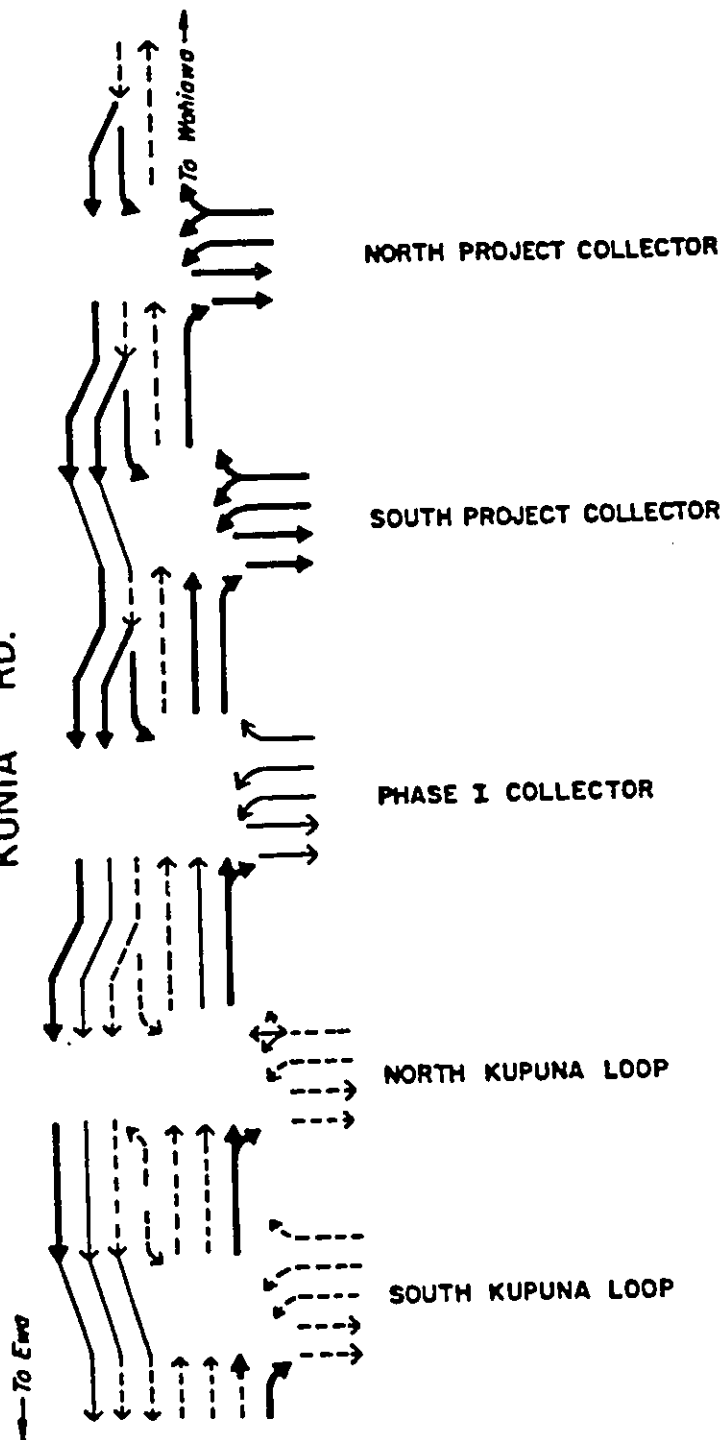 To Wahiawa
NORTH PROJECT COLLECTOR
SOUTH PROJECT COLLECTOR
KUNIA RD.
PHASE I COLLECTOR
NORTH KUPUNA LOOP
SOUTH KUPUNA LOOP
To Ewa